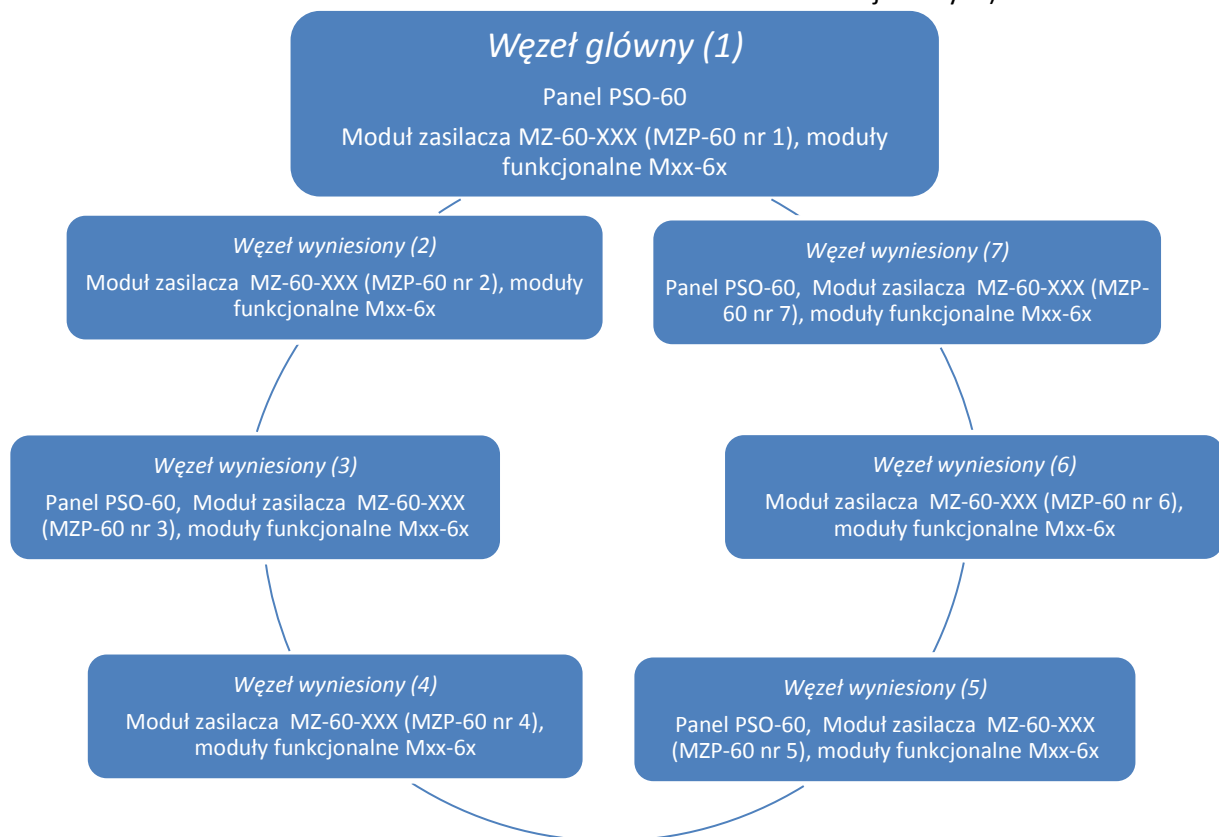 Węzeł glówny (1)
Panel PSO-60
Moduł zasilacza MZ-60-XXX (MZP-60 nr 1), moduły
funkcjonalne Mxx-6x
Węzeł wyniesiony (2)
Moduł zasilacza MZ-60-XXX (MZP-60 nr 2), moduły
funkcjonalne Mxx-6x
Węzeł wyniesiony (7)
Panel PSO-60, Moduł zasilacza MZ-60-XXX (MZP-
60 nr 7), moduły funkcjonalne Mxx-6x
Węzeł wyniesiony (3)
Panel PSO-60, Moduł zasilacza MZ-60-XXX
(MZP-60 nr 3), moduły funkcjonalne Mxx-6x
Węzeł wyniesiony (6)
Moduł zasilacza MZ-60-XXX (MZP-60 nr 6),
moduły funkcjonalne Mxx-6x
Węzeł wyniesiony (4)
Moduł zasilacza MZ-60-XXX (MZP-60 nr 4),
moduły funkcjonalne Mxx-6x
Węzeł wyniesiony (5)
Panel PSO-60, Moduł zasilacza MZ-60-XXX
(MZP-60 nr 5), moduły funkcjonalne Mxx-6x